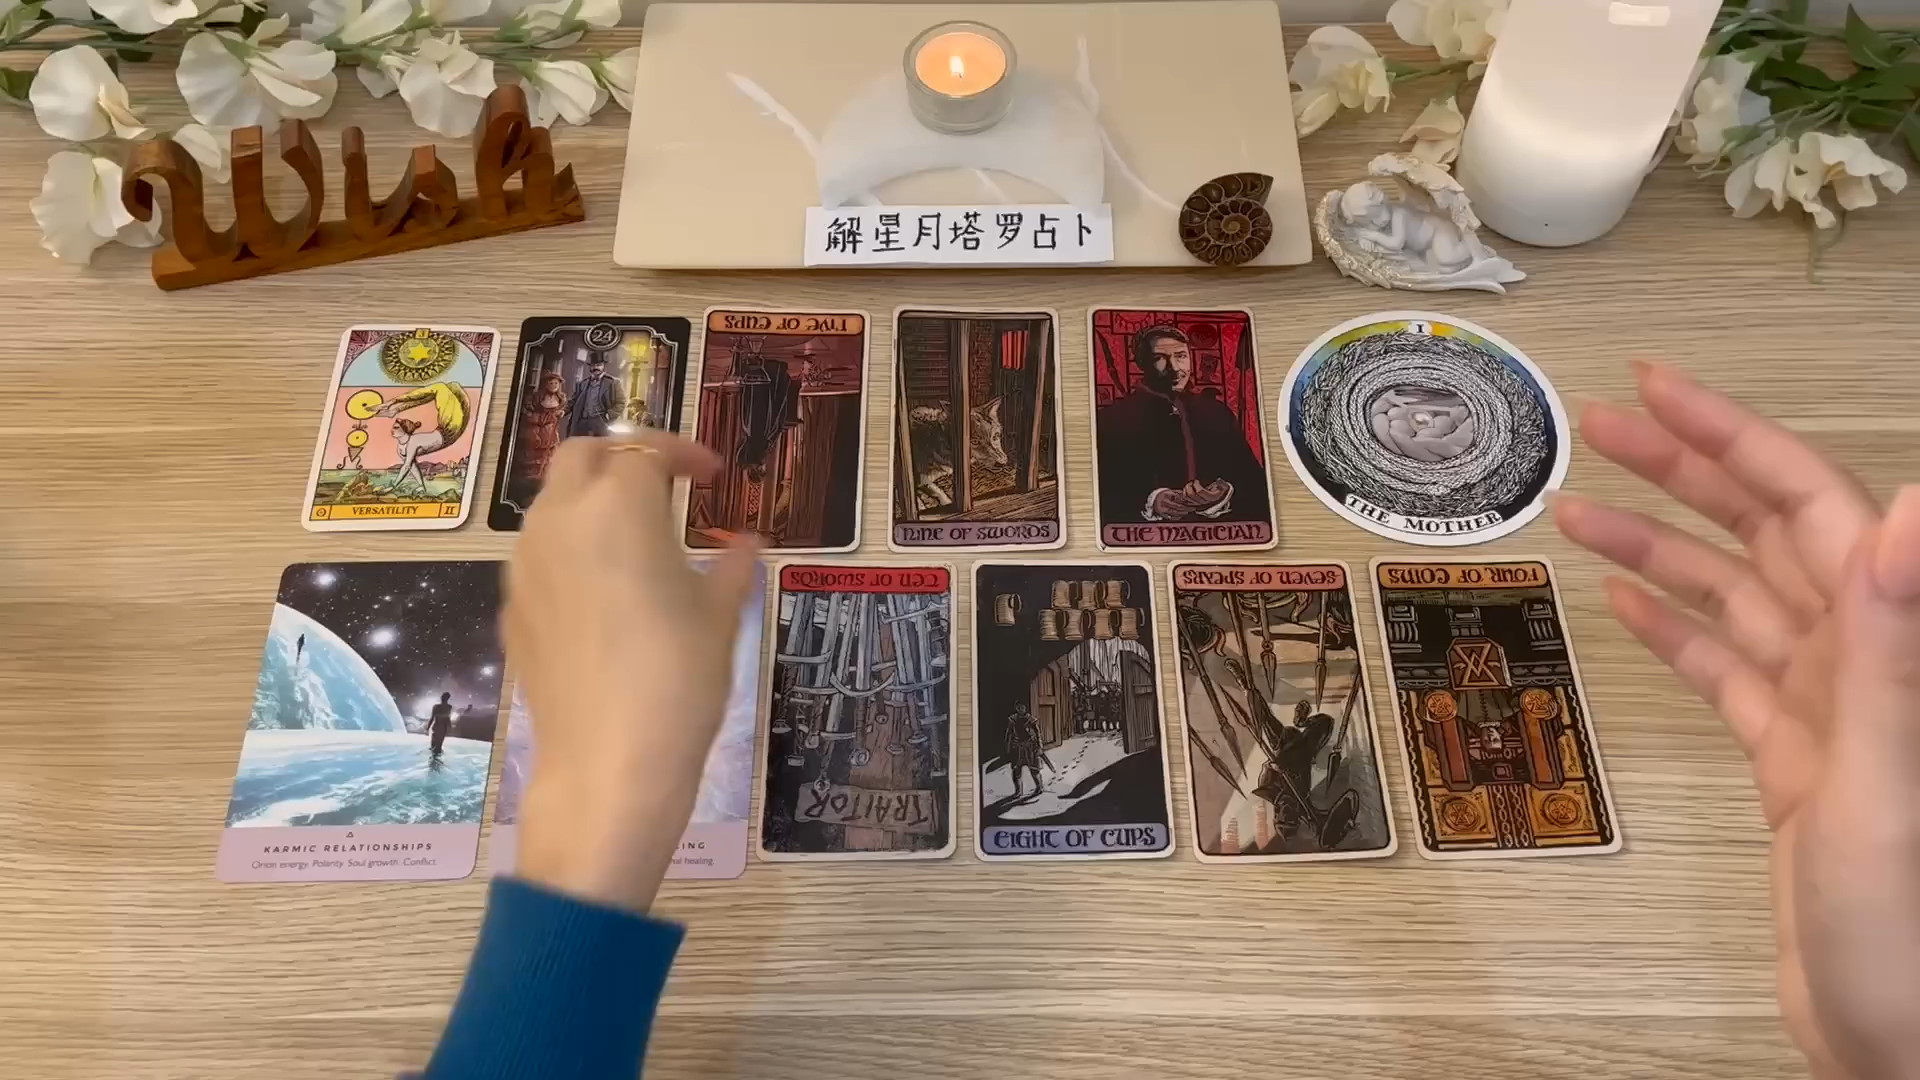 Wish
解星月塔罗占卜
J
VERSATILITY II
24
FIVE OF CUPS
NINE OF SWORDS
THE MAGICIAN
I
THE MOTHER
KARMIC RELATIONSHIPS
Orion energy. Polarity. Soul growth. Conflict.
TEN OF SWORDS
TRAITOR
EIGHT OF CUPS
SEVEN OF SPEARS
FOUR OF COINS